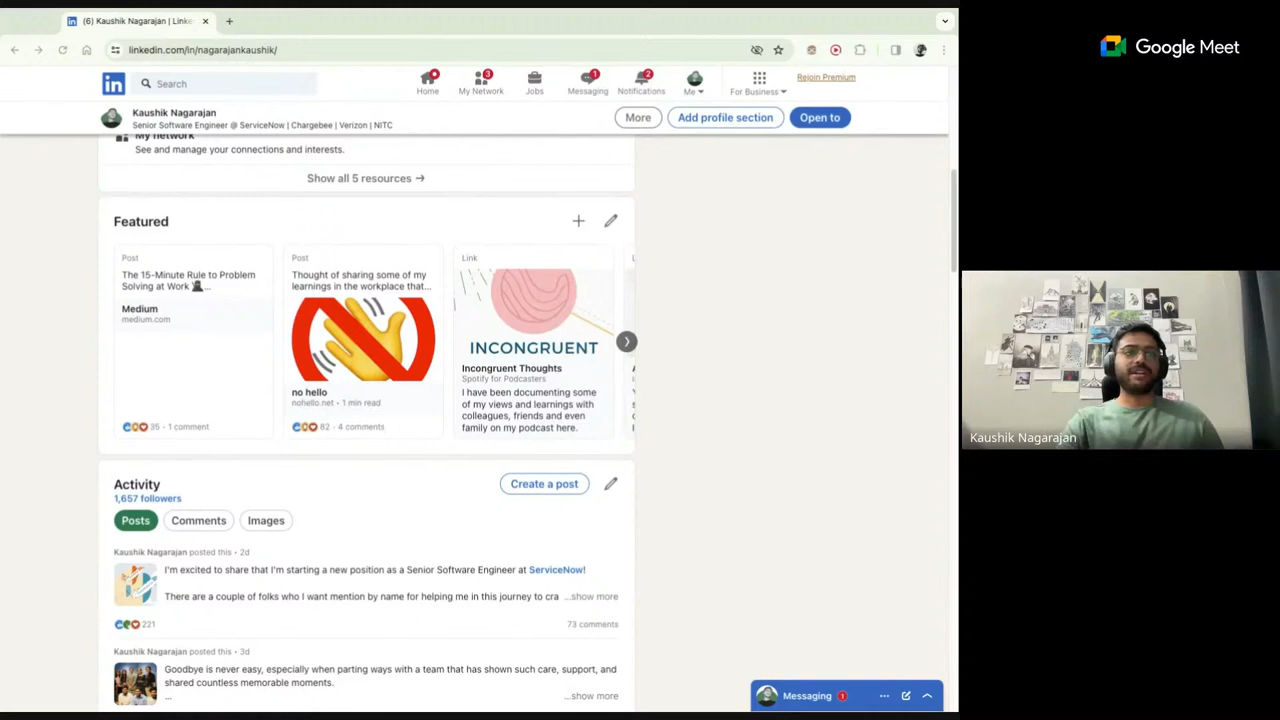 (6) Kaushik Nagarajan | Linke
linkedin.com/in/nagarajankaushik/
Google Meet
in
Search
Home
3
My Network
Jobs
1
Messaging
2
Notifications
Me
For Business
Rejoin Premium
Kaushik Nagarajan
Senior Software Engineer @ ServiceNow | Chargebee | Verizon | NITC
More
Add profile section
Open to
My network
See and manage your connections and interests.
Show all 5 resources →
Featured
Post
The 15-Minute Rule to Problem
Solving at Work ...
Medium
medium.com
35 · 1 comment
Post
Thought of sharing some of my
learnings in the workplace that...
no hello
nohello.net • 1 min read
82 · 4 comments
Link
INCONGRUENT
Incongruent Thoughts
Spotify for Podcasters
I have been documenting some
of my views and learnings with
colleagues, friends and even
family on my podcast here.
Activity
1,657 followers
Create a post
Posts
Comments
Images
Kaushik Nagarajan posted this • 2d
I'm excited to share that I'm starting a new position as a Senior Software Engineer at ServiceNow!
There are a couple of folks who I want mention by name for helping me in this journey to cra ...show more
221
73 comments
Kaushik Nagarajan posted this • 3d
Goodbye is never easy, especially when parting ways with a team that has shown such care, support, and
shared countless memorable moments.
...
...show more
Messaging 1
Kaushik Nagarajan